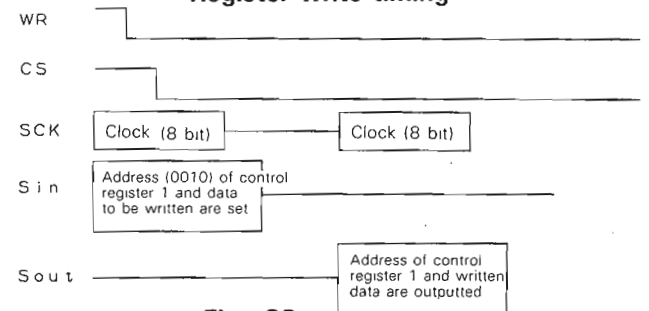 Register Write timing
WR
CS
SCK
Clock (8 bit)
Clock (8 bit)
Sin
Address (0010) of control
register 1 and data
to be written are set
Sout
Address of control
register 1 and written
data are outputted